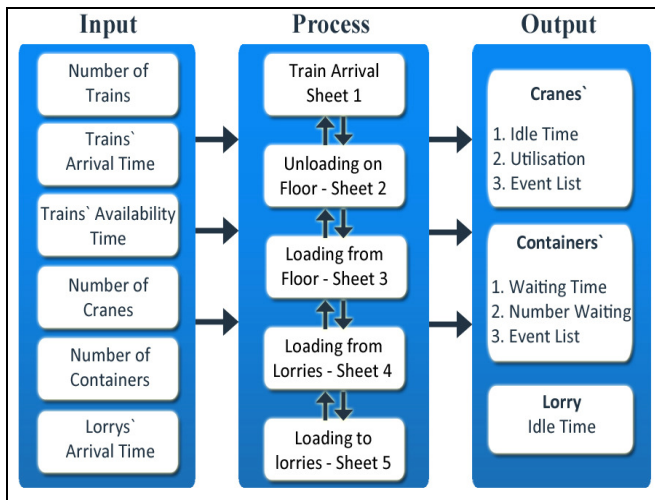 Input
Number of
Trains
Trains`
Arrival Time
Trains` Availability
Time
Number of
Cranes
Number of
Containers
Lorrys`
Arrival Time
Process
Train Arrival
Sheet 1
Unloading on
Floor - Sheet 2
Loading from
Floor - Sheet 3
Loading from
Lorries - Sheet 4
Loading to
lorries - Sheet 5
Output
Cranes`
1. Idle Time
2. Utilisation
3. Event List
Containers`
1. Waiting Time
2. Number Waiting
3. Event List
Lorry
Idle Time